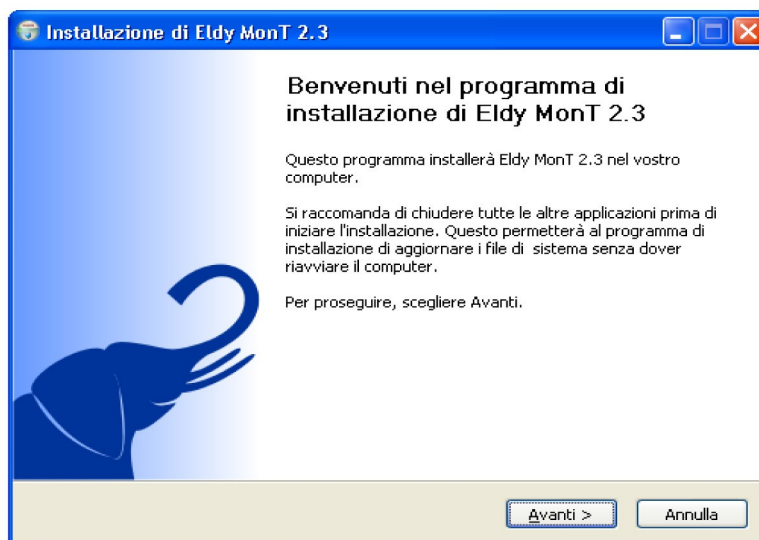 Installazione di Eldy MonT 2.3
Benvenuti nel programma di
installazione di Eldy MonT 2.3
Questo programma installerà Eldy MonT 2.3 nel vostro
computer.
Si raccomanda di chiudere tutte le altre applicazioni prima di
iniziare l'installazione. Questo permetterà al programma di
installazione di aggiornare i file di  sistema senza dover
riavviare il computer.
Per proseguire, scegliere Avanti.
Avanti >
Annulla